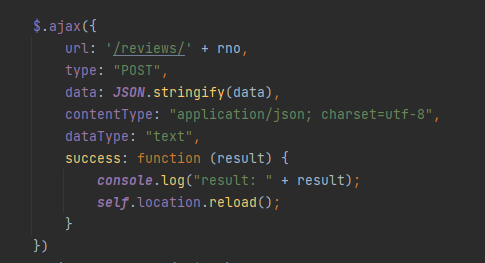 $.ajax({
url: '/reviews/' + rno,
type: "POST",
data: JSON.stringify(data),
contentType: "application/json; charset=utf-8",
dataType: "text",
success: function (result) {
console.log("result: " + result);
self.location.reload();
}
})